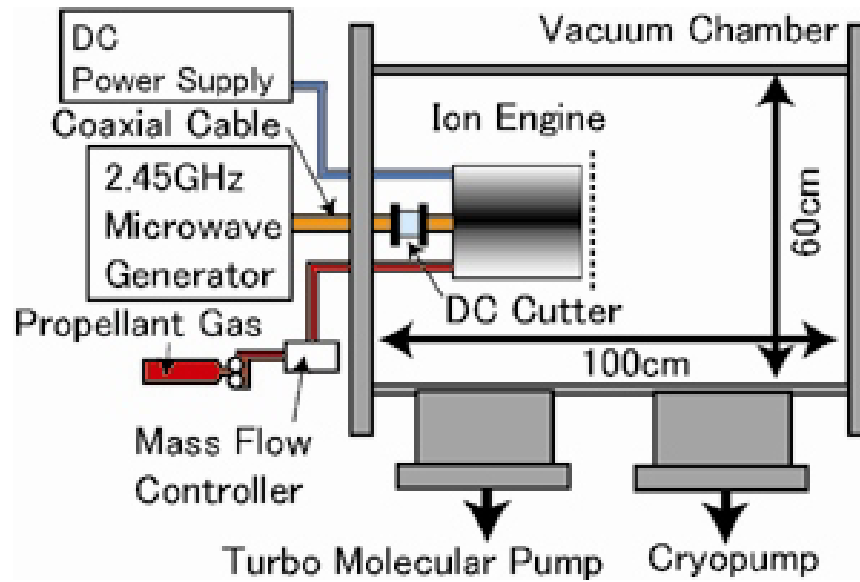 DC
Power Supply
Vacuum Chamber
Coaxial Cable
Ion Engine
2.45GHz
Microwave
Generator
60cm
DC Cutter
Propellant Gas
100cm
Mass Flow
Controller
Turbo Molecular Pump
Cryopump